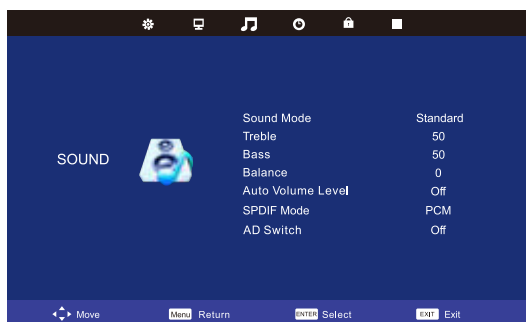 Sound Mode Standard
Treble 50
Bass 50
SOUND
Balance 0
Auto Volume Level Off
SPDIF Mode PCM
AD Switch Off
Move Menu Return ENTER Select EXIT Exit